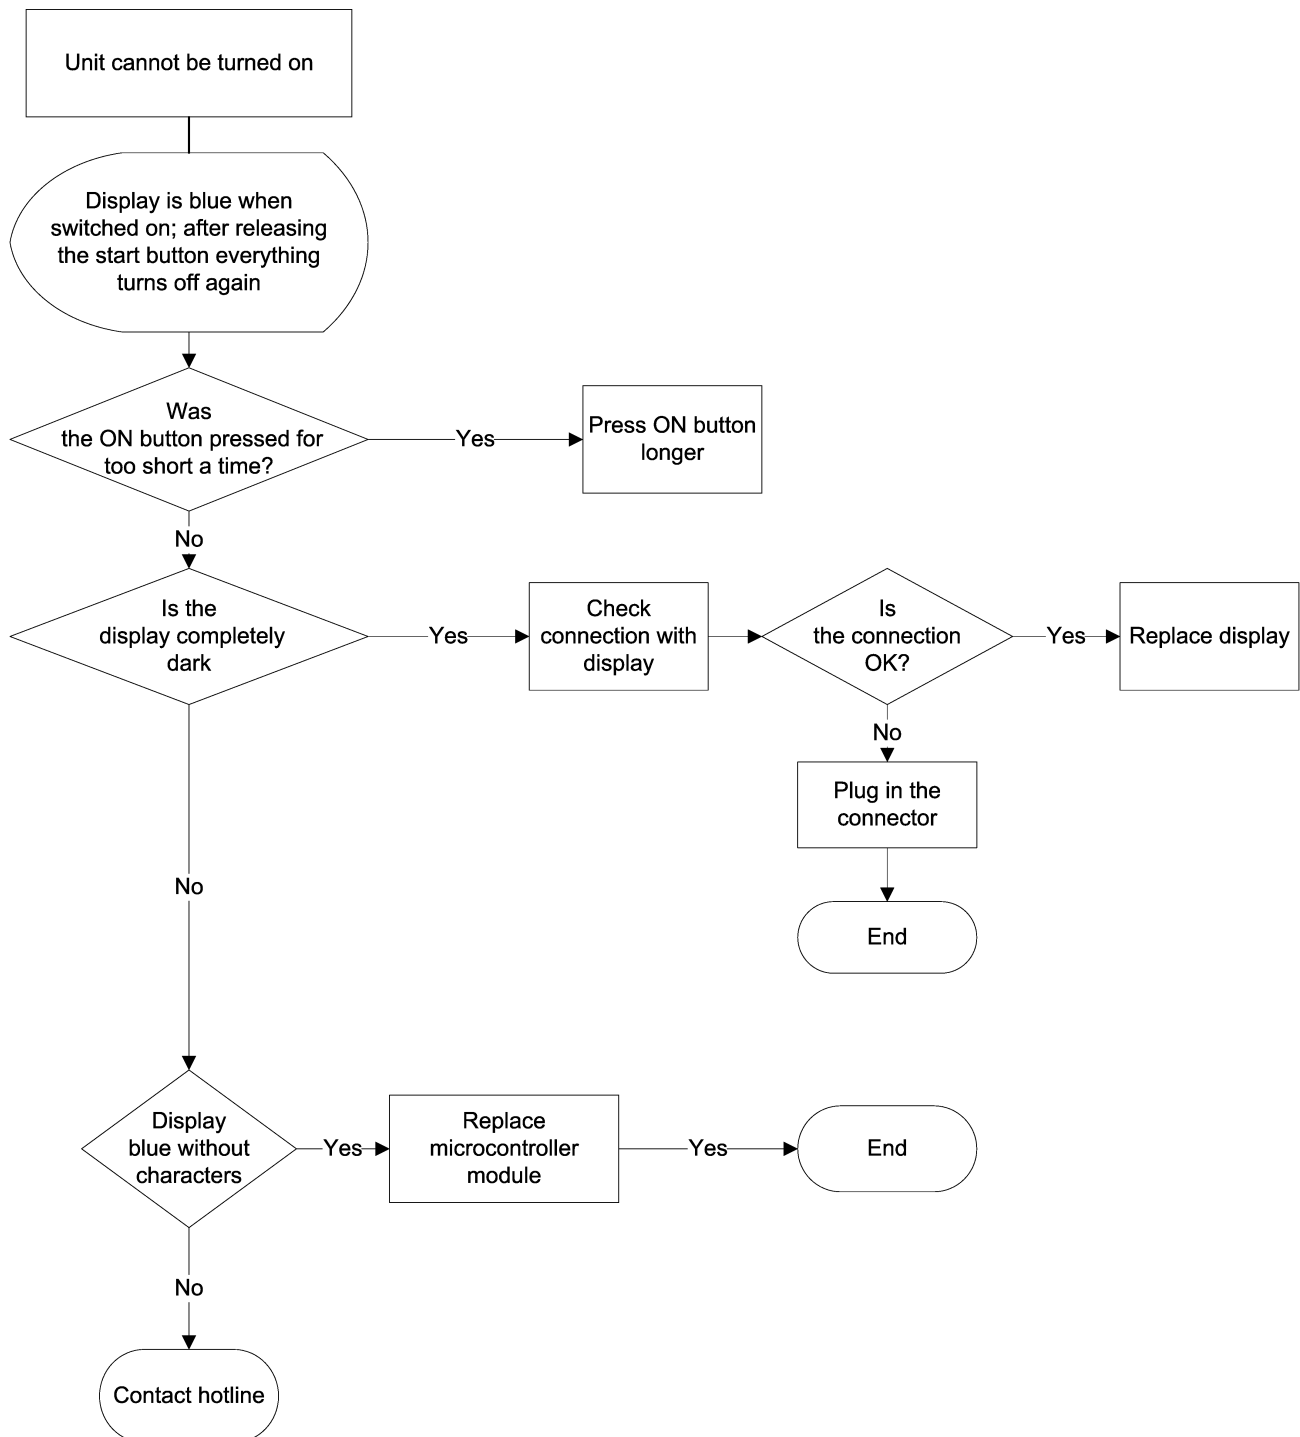 Unit cannot be turned on
Display is blue when
switched on; after releasing
the start button everything
turns off again
Was
the ON button pressed for
too short a time?
Yes
Press ON button
longer
No
Is the
display completely
dark
Yes
Check
connection with
display
Is
the connection
OK?
Yes
Replace display
No
Plug in the
connector
End
No
Display
blue without
characters
Yes
Replace
microcontroller
module
Yes
End
No
Contact hotline